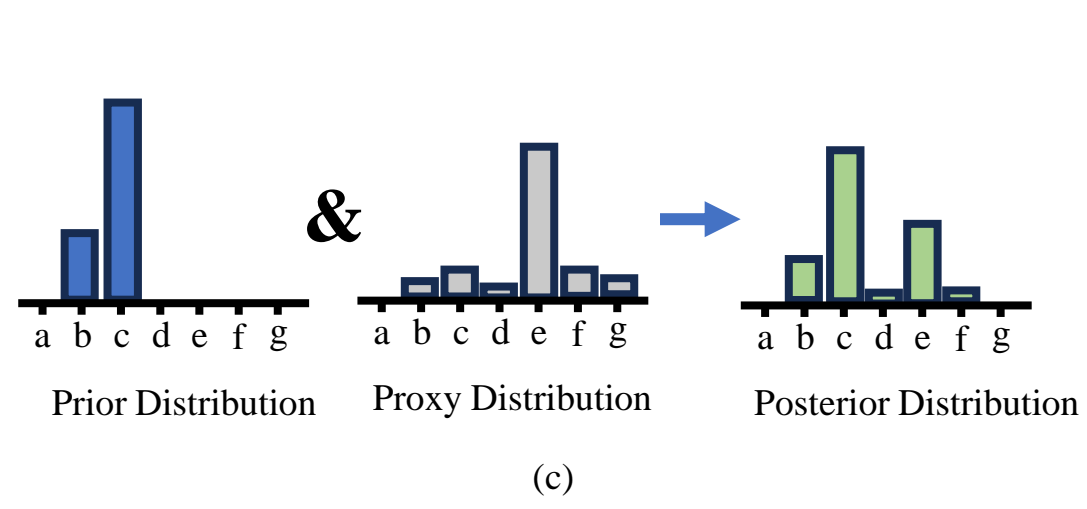 &
a b c d e f g
a b c d e f g
a b c d e f g
Prior Distribution
Proxy Distribution
Posterior Distribution
(c)